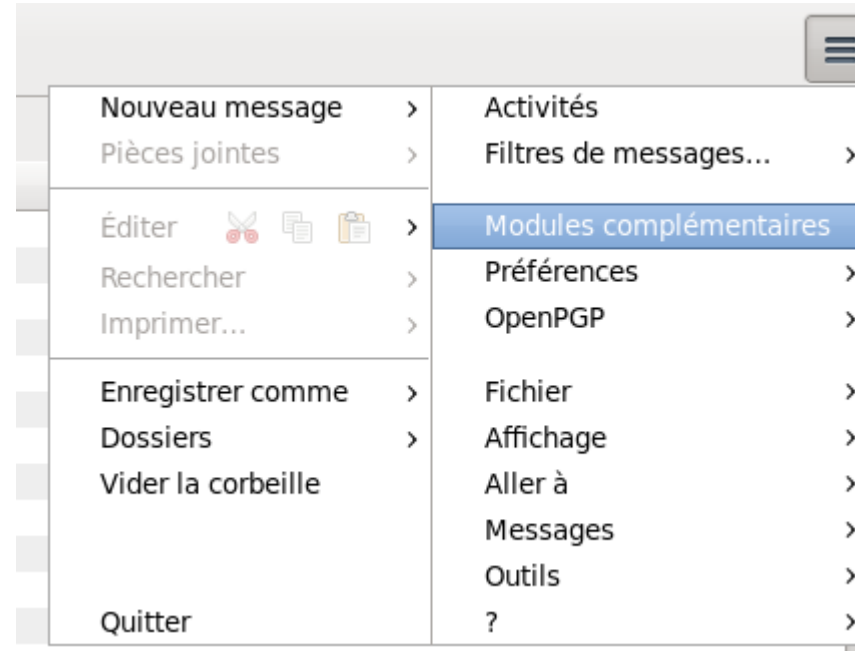 Nouveau message
Pièces jointes
Éditer
Rechercher
Imprimer...
Enregistrer comme
Dossiers
Vider la corbeille
Quitter
Activités
Filtres de messages...
Modules complémentaires
Préférences
OpenPGP
Fichier
Affichage
Aller à
Messages
Outils
?